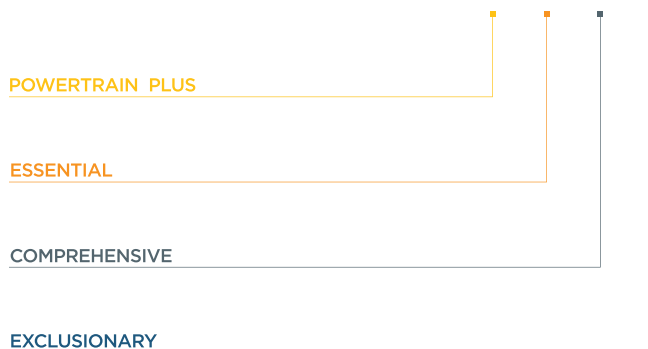 POWERTRAIN PLUS
ESSENTIAL
COMPREHENSIVE
EXCLUSIONARY